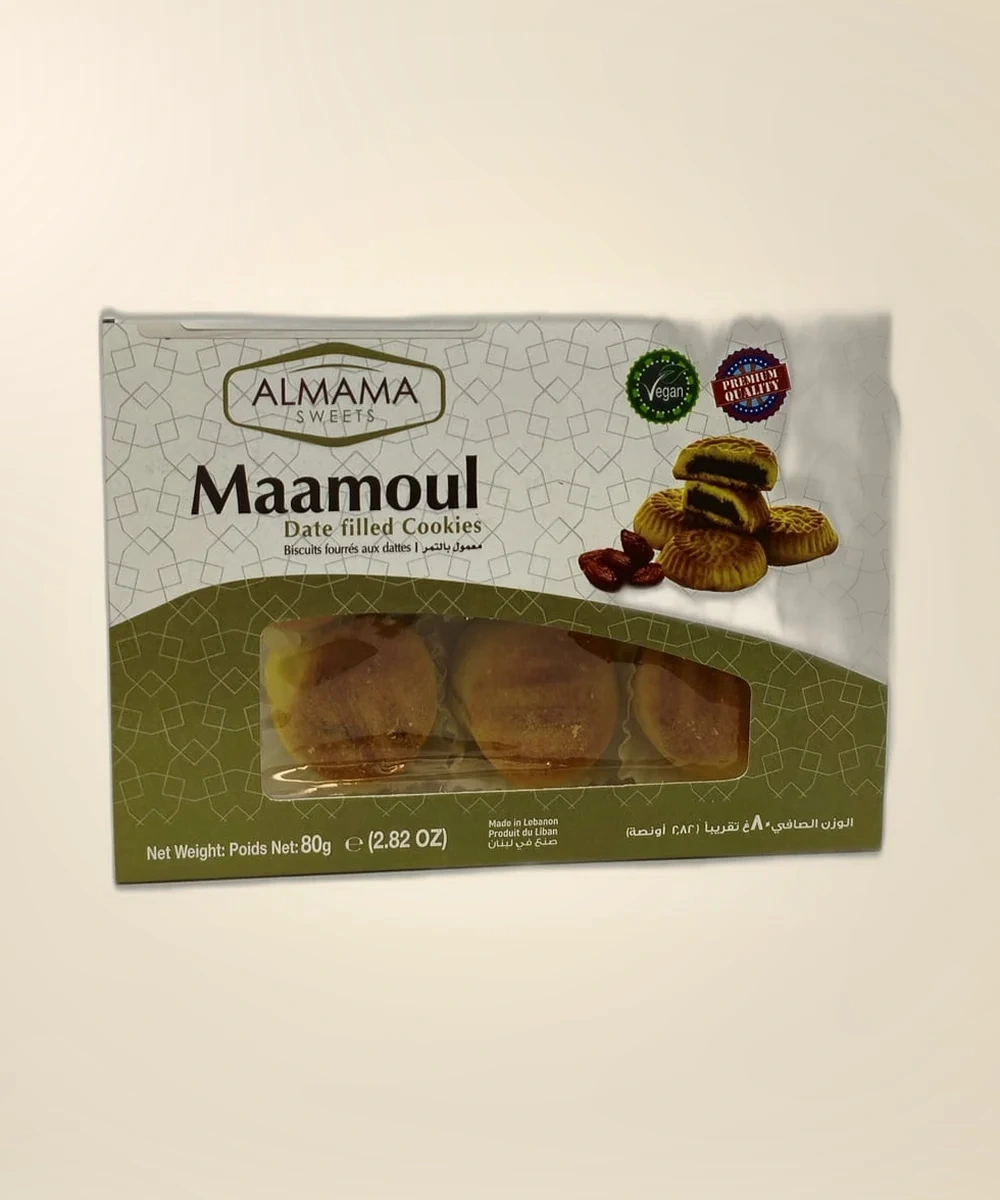 ALMAMA
SWEETS
Vegan
PREMIUM
QUALITY
Maamoul
Date filled Cookies
Biscuits fourrés aux dattes | معمول بالتمر
Net Weight: Poids Net: 80g ℮ (2.82 OZ)
Made in Lebanon
Produit du Liban
صنع في لبنان
الوزن الصافي ٨٠غ تقريباً (٢,٨٢ أونصة)